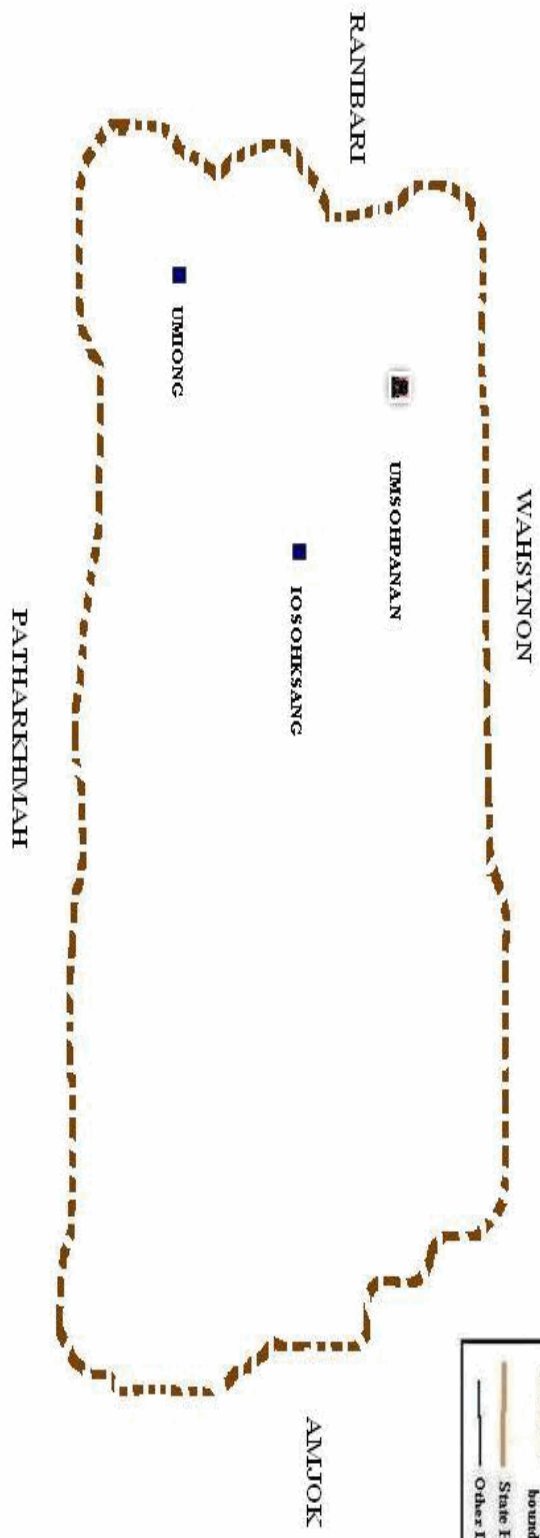 WAHSYNON
RANIBARI
UMSOHPANAN
IOSOHKSANG
UMIONG
AMJOK
PATHARKHMAH
State
Other